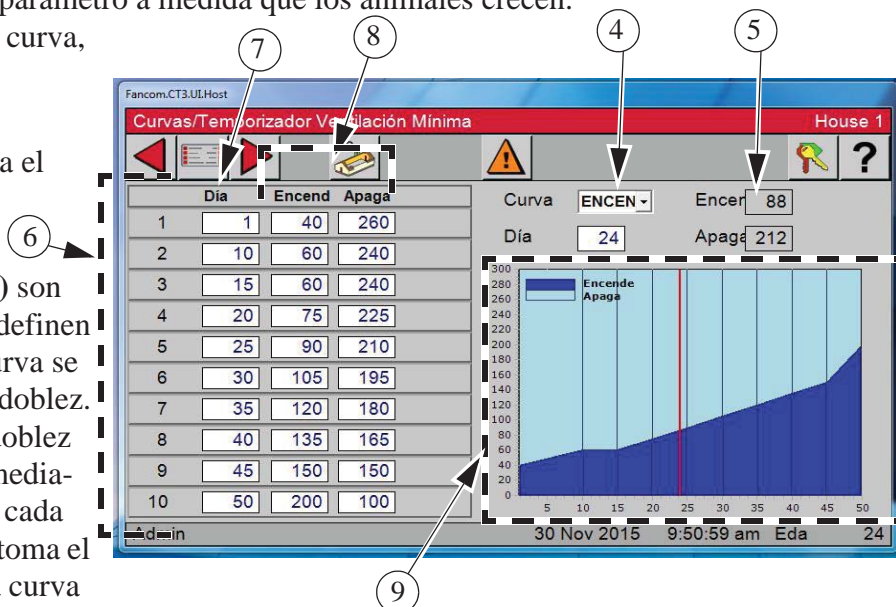 parámetro a medida que los animales crecen.
curva,
7
8
4
5
Fancom.CT3.UI.Host
Curvas/Temporizador Ventilación Mínima House 1
?
a el
6
) son
definen
rva se
doblez.
oblez
nedia-
cada
toma el
curva
Día Encend Apaga
1 1 40 260
2 10 60 240
3 15 60 240
4 20 75 225
5 25 90 210
6 30 105 195
7 35 120 180
8 40 135 165
9 45 150 150
10 50 200 100
Curva ENCEN Encen 88
Día 24 Apaga 212
Encende
Apaga
300
280
260
240
220
200
180
160
140
120
100
80
60
40
20
0
5 10 15 20 25 30 35 40 45 50
Admin 30 Nov 2015 9:50:59 am Eda 24
9